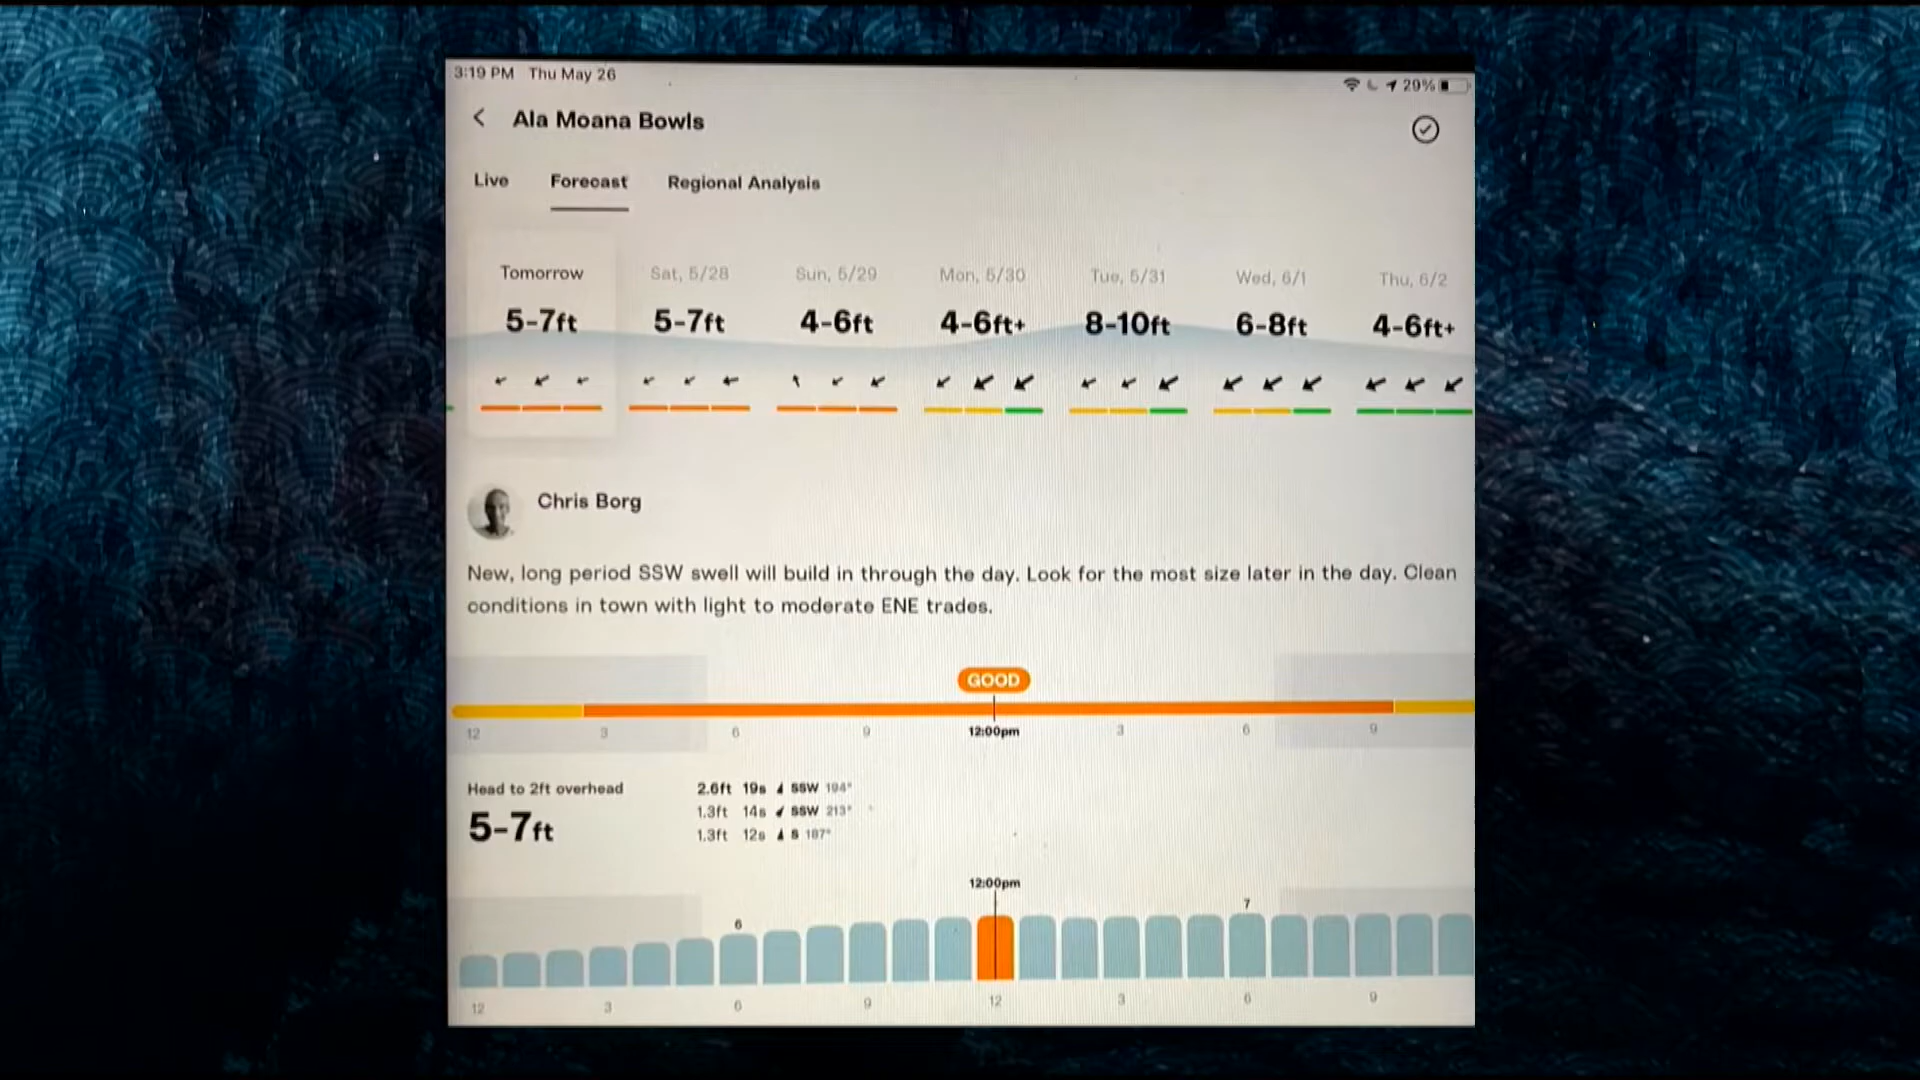 3:19 PM Thu May 26
29%
Ala Moana Bowls
Live Forecast Regional Analysis
Tomorrow Sat, 5/28 Sun, 5/29 Mon, 5/30 Tue, 5/31 Wed, 6/1 Thu, 6/2
5-7ft 5-7ft 4-6ft 4-6ft+ 8-10ft 6-8ft 4-6ft+
Chris Borg
New, long period SSW swell will build in through the day. Look for the most size later in the day. Clean
conditions in town with light to moderate ENE trades.
GOOD
12 3 6 9 12:00pm 3 6 9
Head to 2ft overhead
5-7ft
2.6ft 19s SSW 194°
1.3ft 14s SSW 213°
1.3ft 12s S 187°
12:00pm
6 7
12 3 6 9 12 3 6 9